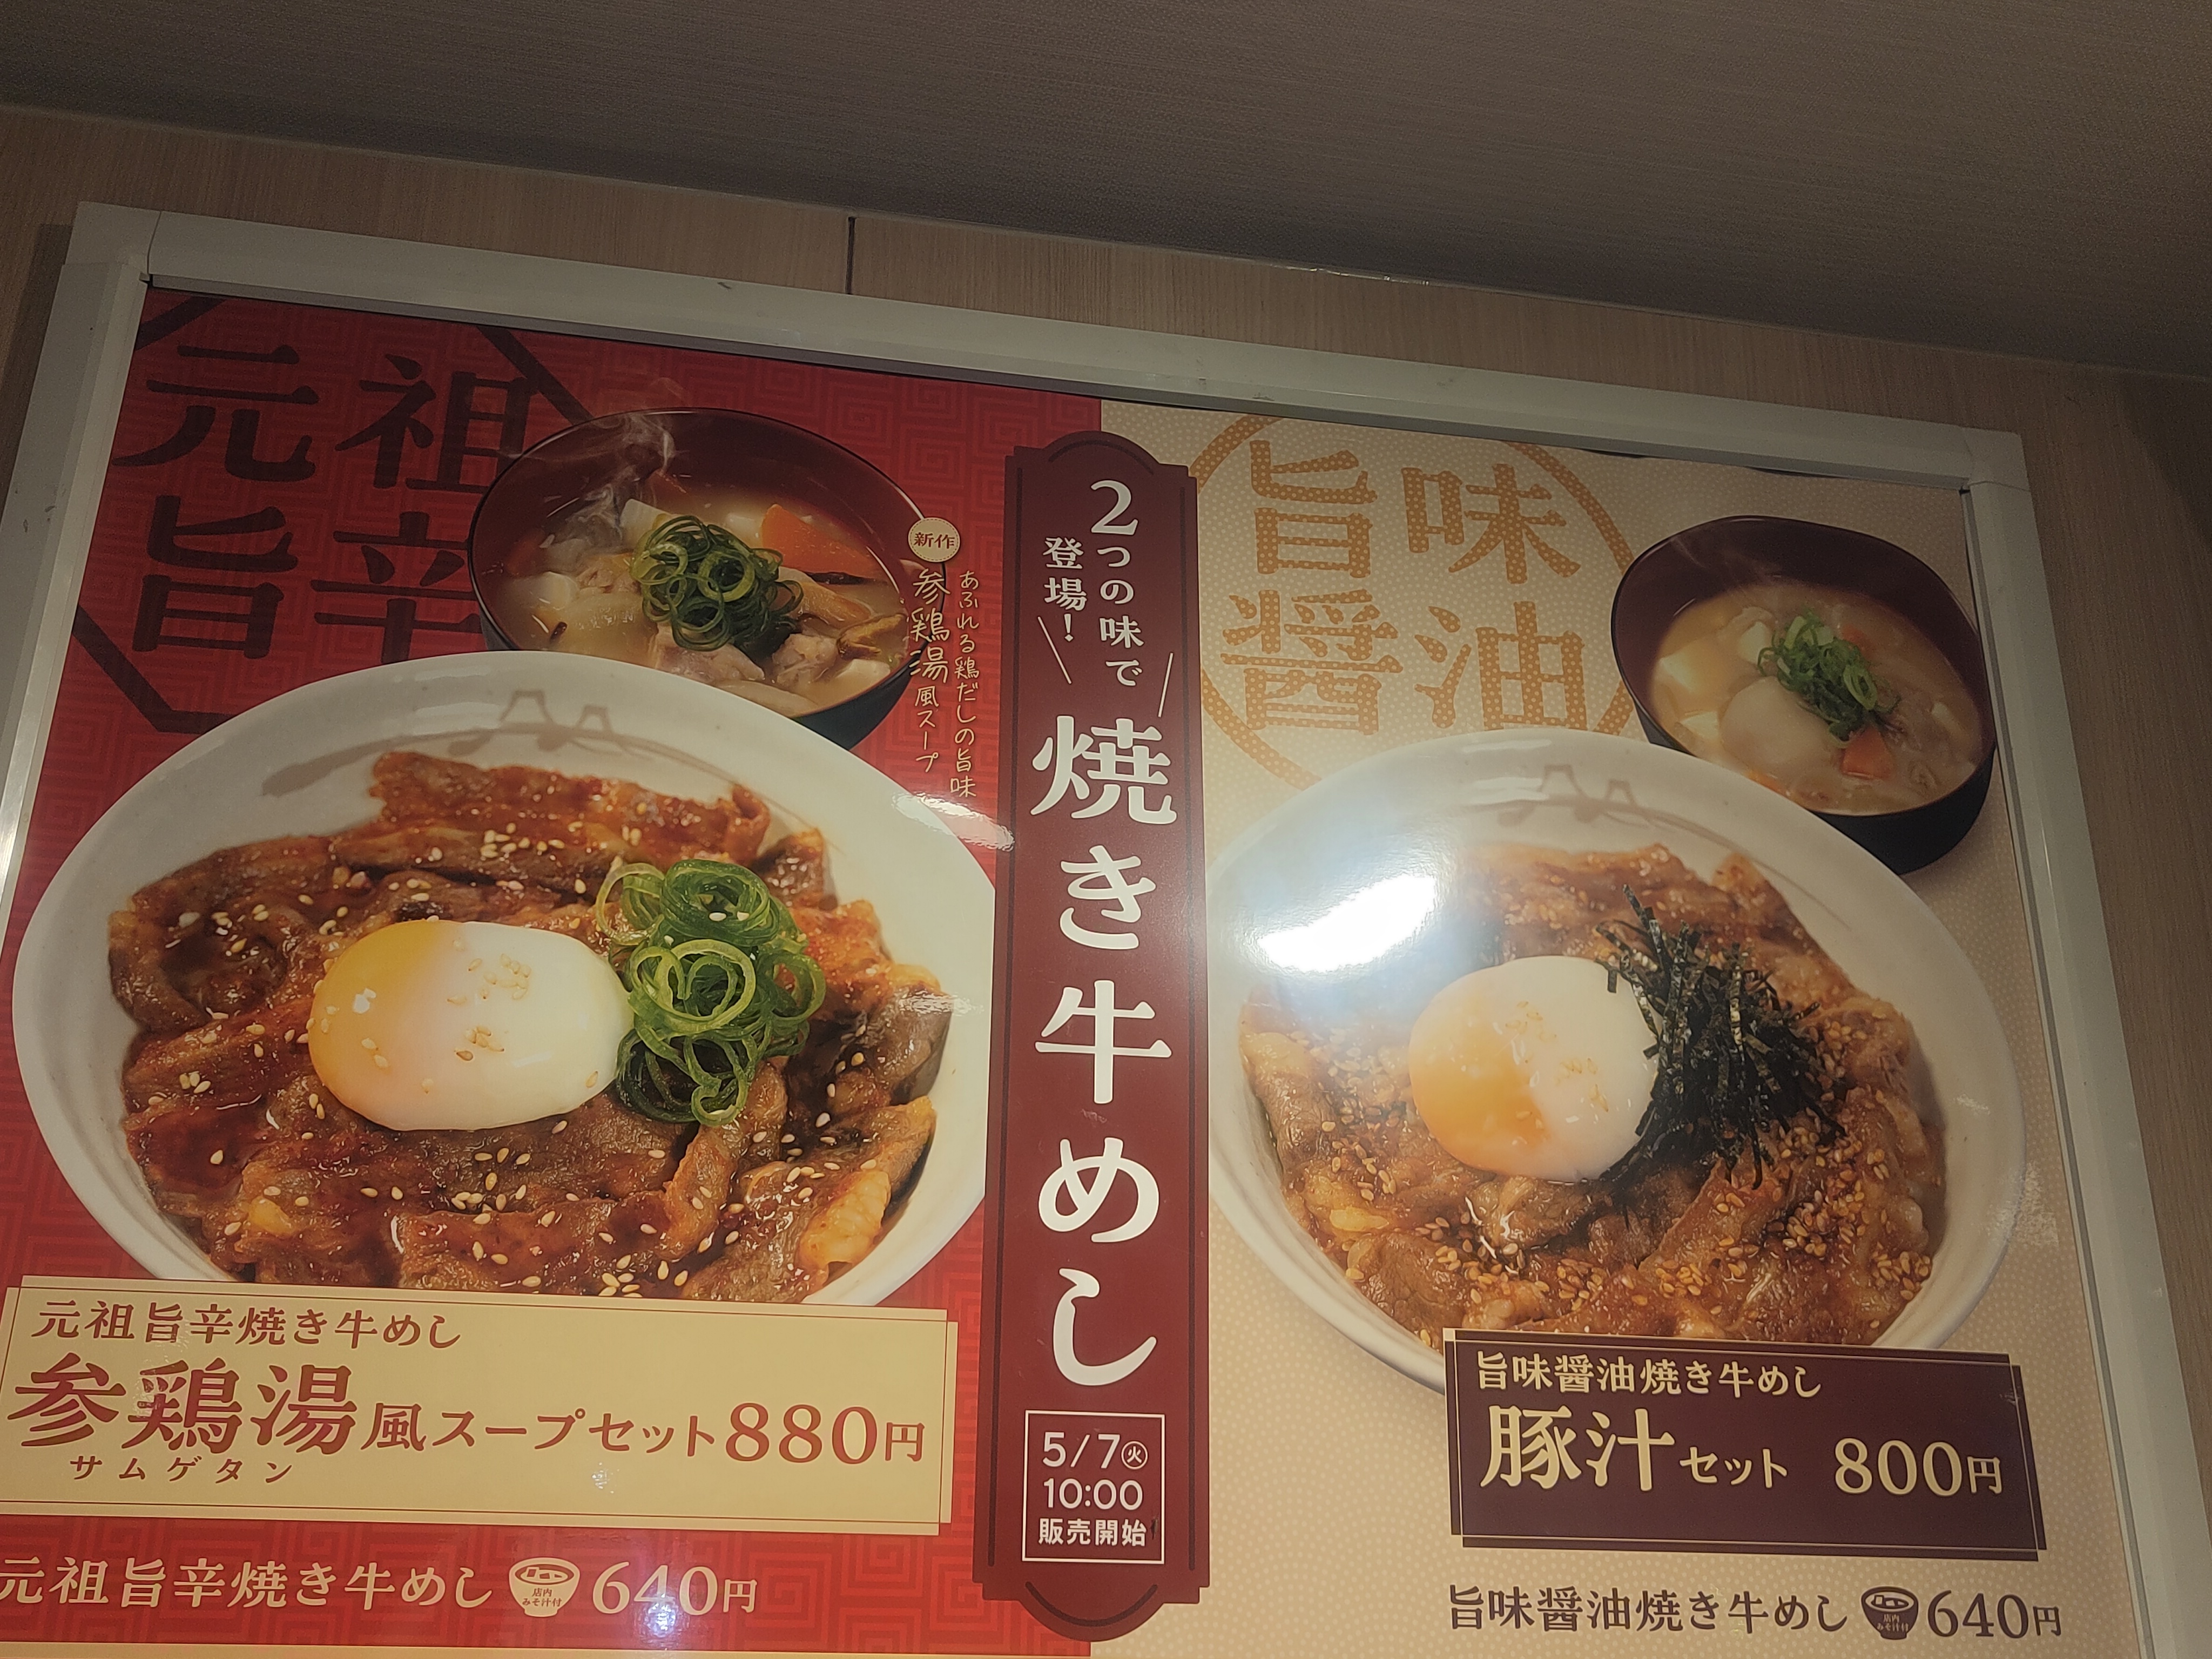 元祖
旨辛
新作
あふれる鶏だしの旨味
参鶏湯風スープ
2つの味で
登場!
焼き牛めし
5/7㊋
10:00
販売開始
旨味
醤油
元祖旨辛焼き牛めし
参鶏湯風スープセット880円
サムゲタン
元祖旨辛焼き牛めし 店内みそ汁付 640円
旨味醤油焼き牛めし
豚汁セット 800円
旨味醤油焼き牛めし 店内みそ汁付 640円